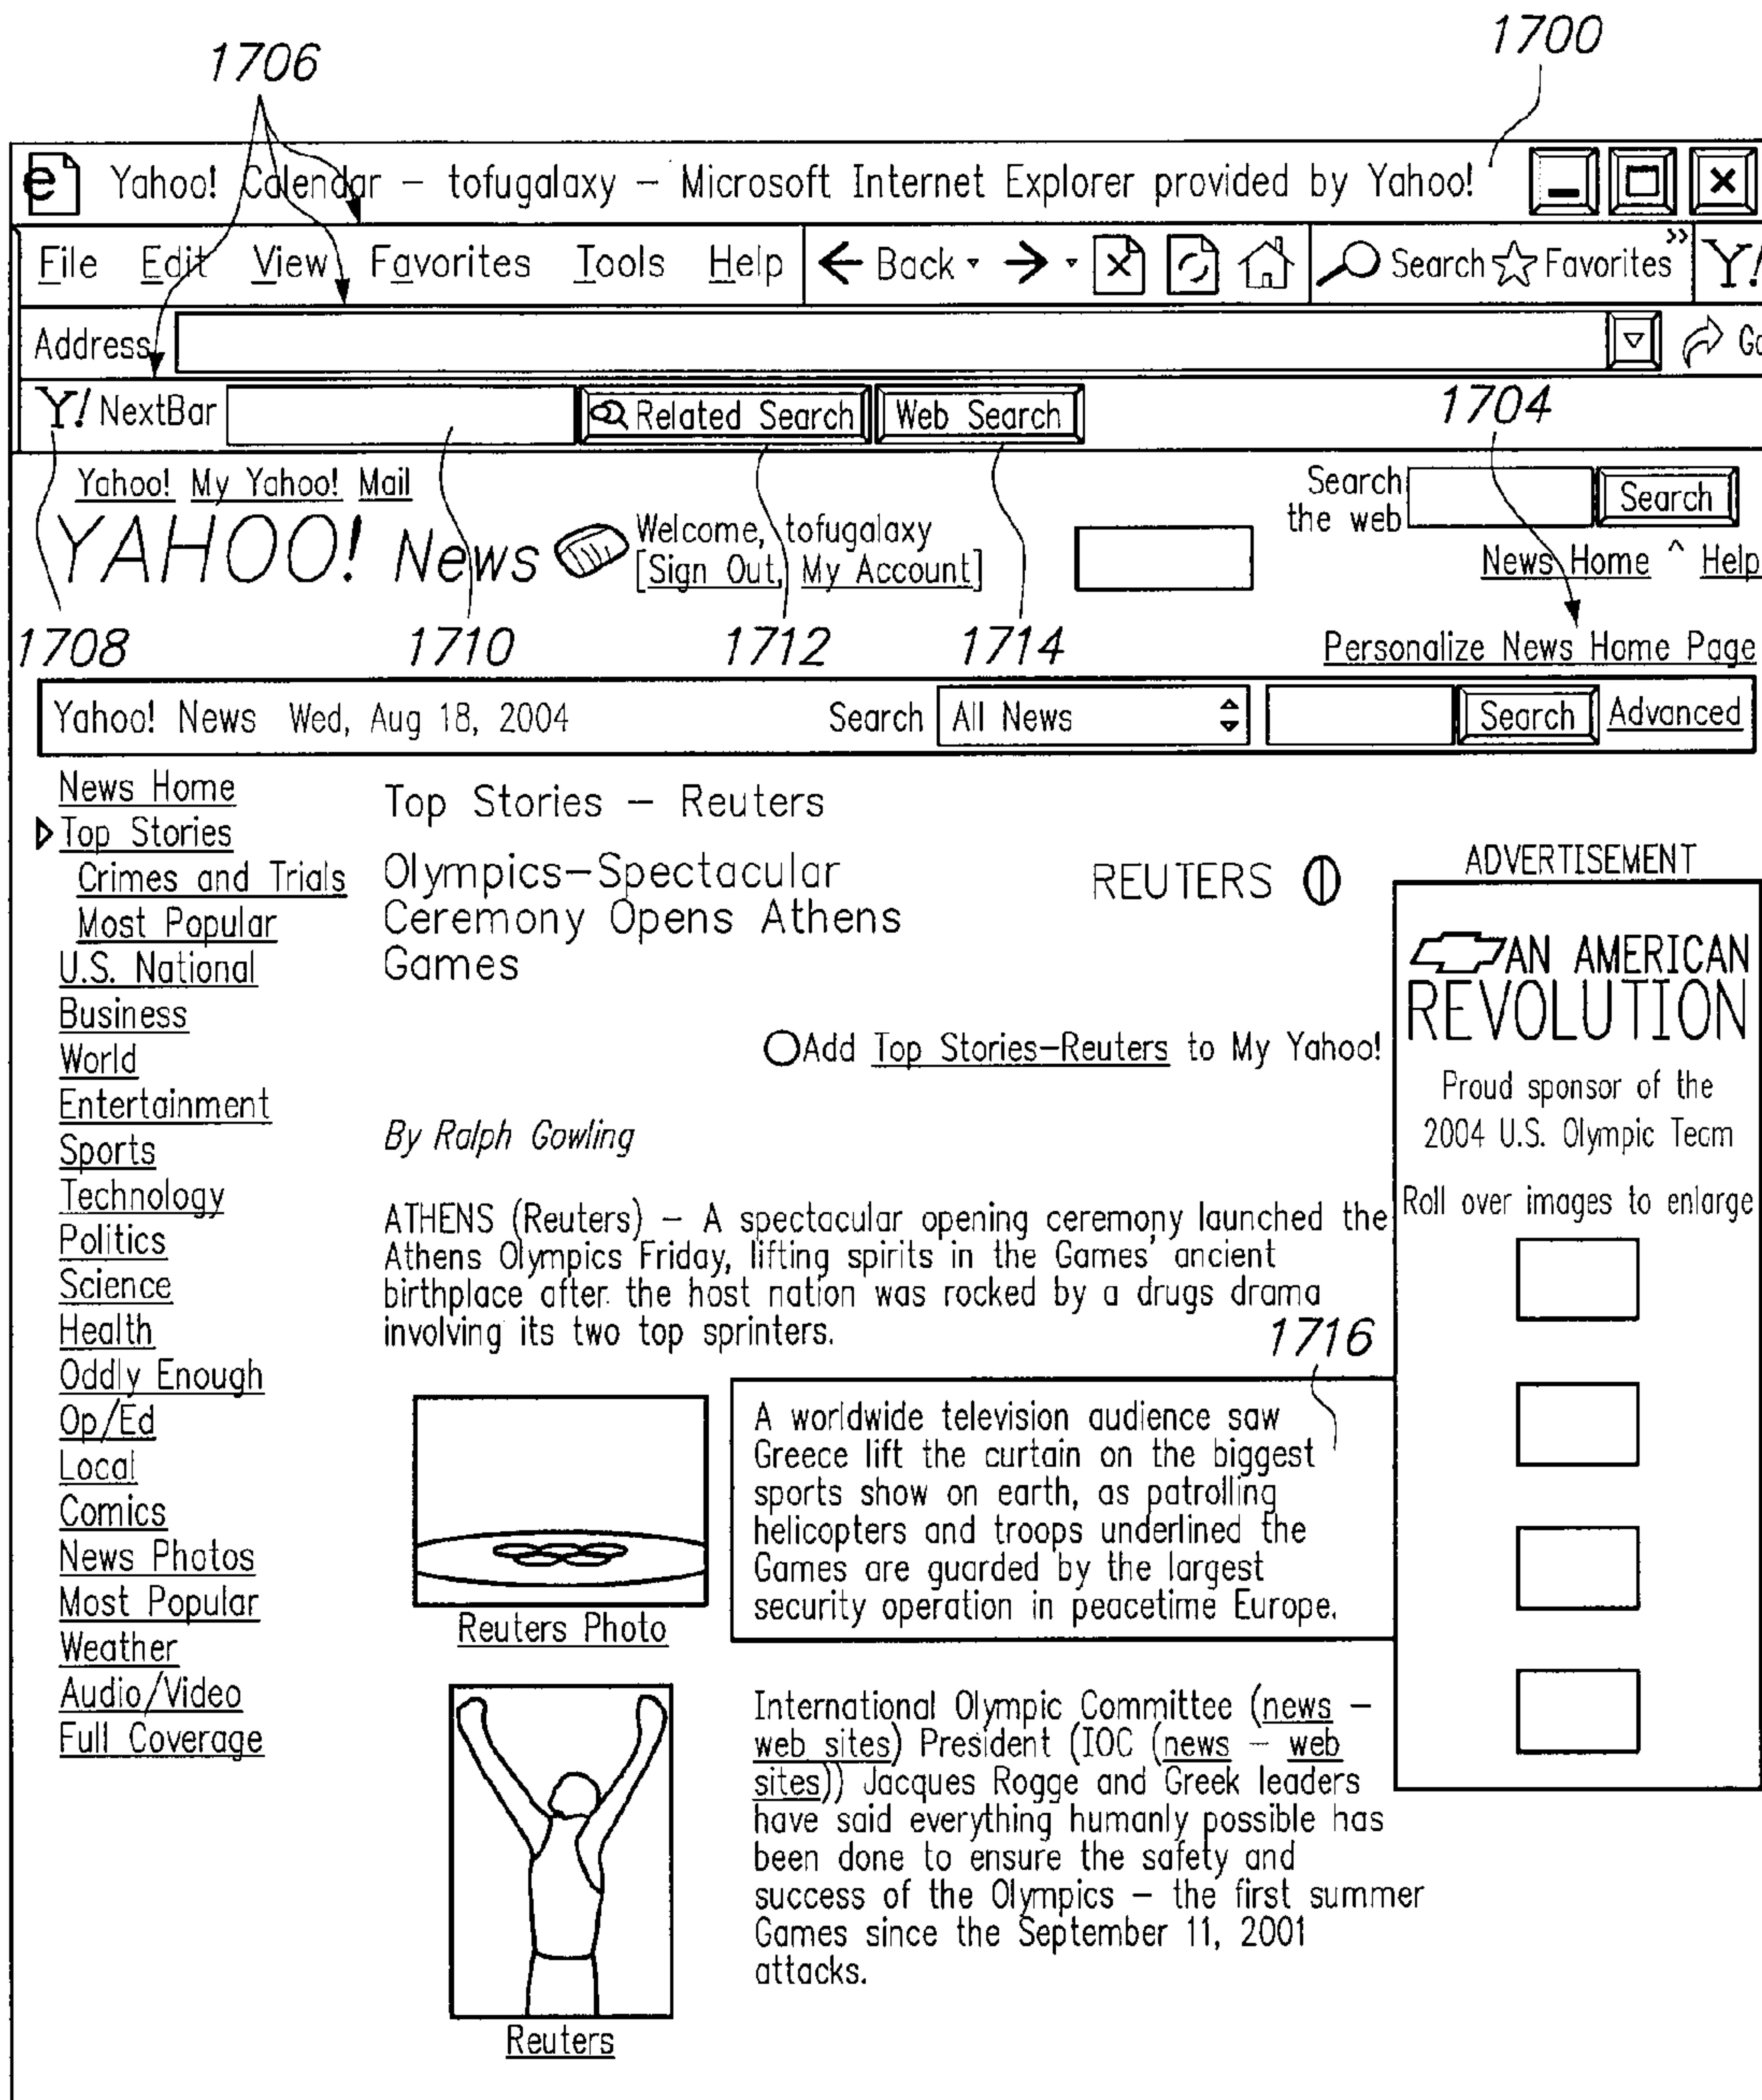 1706
1700
Yahoo! Calendar – tofugalaxy – Microsoft Internet Explorer provided by Yahoo!
File Edit View Favorites Tools Help Back Search Favorites » Y!
Address
Y! NextBar Related Search Web Search
1704
Yahoo! My Yahoo! Mail
Search the web Search
YAHOO! News Welcome, tofugalaxy
[Sign Out, My Account]
News Home ^ Help
1708 1710 1712 1714
Personalize News Home Page
Yahoo! News Wed, Aug 18, 2004 Search All News Search Advanced
News Home
Top Stories
Crimes and Trials
Most Popular
U.S. National
Business
World
Entertainment
Sports
Technology
Politics
Science
Health
Oddly Enough
Op/Ed
Local
Comics
News Photos
Most Popular
Weather
Audio/Video
Full Coverage
Top Stories – Reuters
Olympics–Spectacular
Ceremony Opens Athens
Games
REUTERS
Add Top Stories–Reuters to My Yahoo!
By Ralph Gowling
ATHENS (Reuters) – A spectacular opening ceremony launched the
Athens Olympics Friday, lifting spirits in the Games' ancient
birthplace after the host nation was rocked by a drugs drama
involving its two top sprinters.
1716
A worldwide television audience saw
Greece lift the curtain on the biggest
sports show on earth, as patrolling
helicopters and troops underlined the
Games are guarded by the largest
security operation in peacetime Europe.
Reuters Photo
International Olympic Committee (news –
web sites) President (IOC (news – web
sites)) Jacques Rogge and Greek leaders
have said everything humanly possible has
been done to ensure the safety and
success of the Olympics – the first summer
Games since the September 11, 2001
attacks.
Reuters
ADVERTISEMENT
AN AMERICAN
REVOLUTION
Proud sponsor of the
2004 U.S. Olympic Team
Roll over images to enlarge